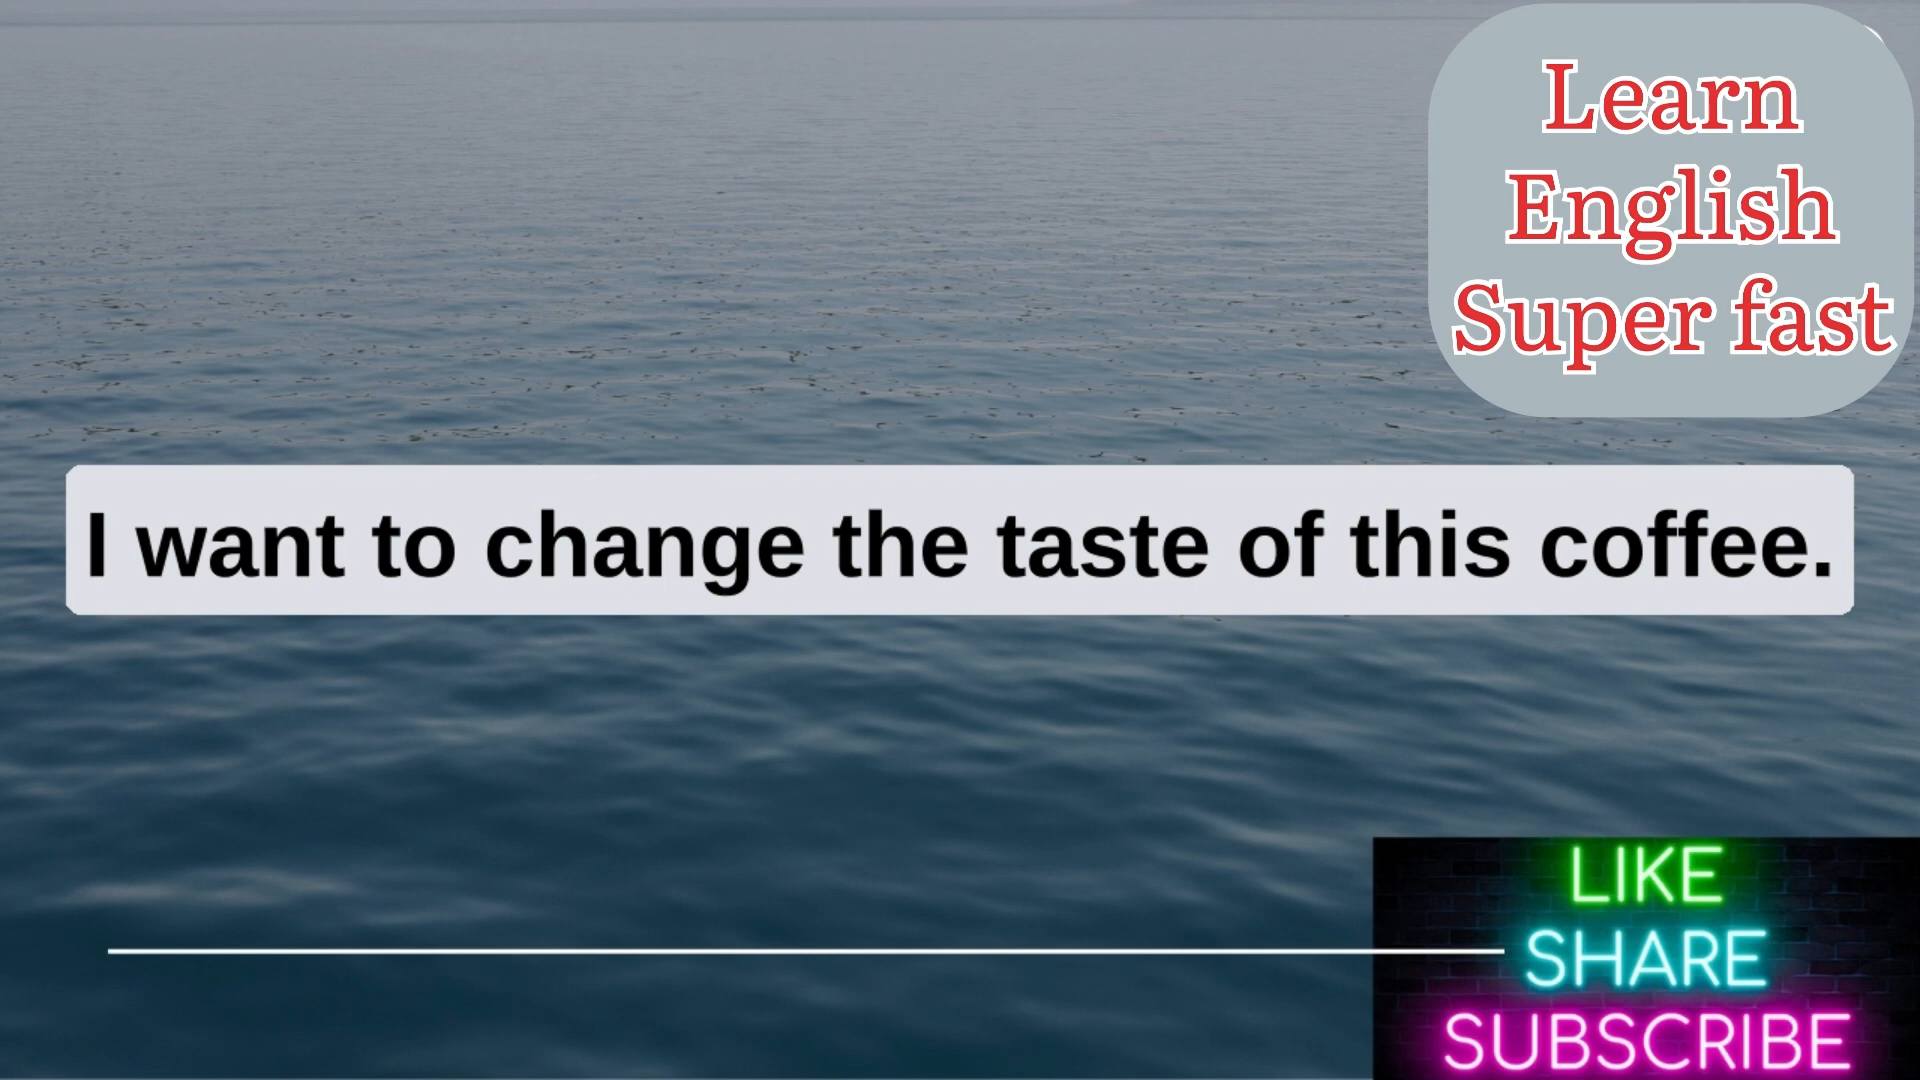 Learn
English
Super fast
I want to change the taste of this coffee.
LIKE
SHARE
SUBSCRIBE